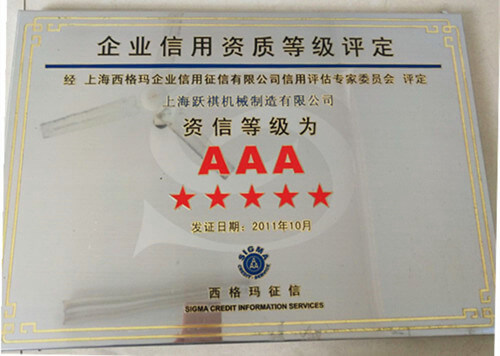 企业信用资质等级评定
经 上海西格玛企业信用征信有限公司信用评估专家委员会 评定
上海跃祺机械制造有限公司
资信等级为
AAA
发证日期：2011年10月
SIGMA
CREDIT·SERVICE
西格玛征信
SIGMA CREDIT INFORMATION SERVICES